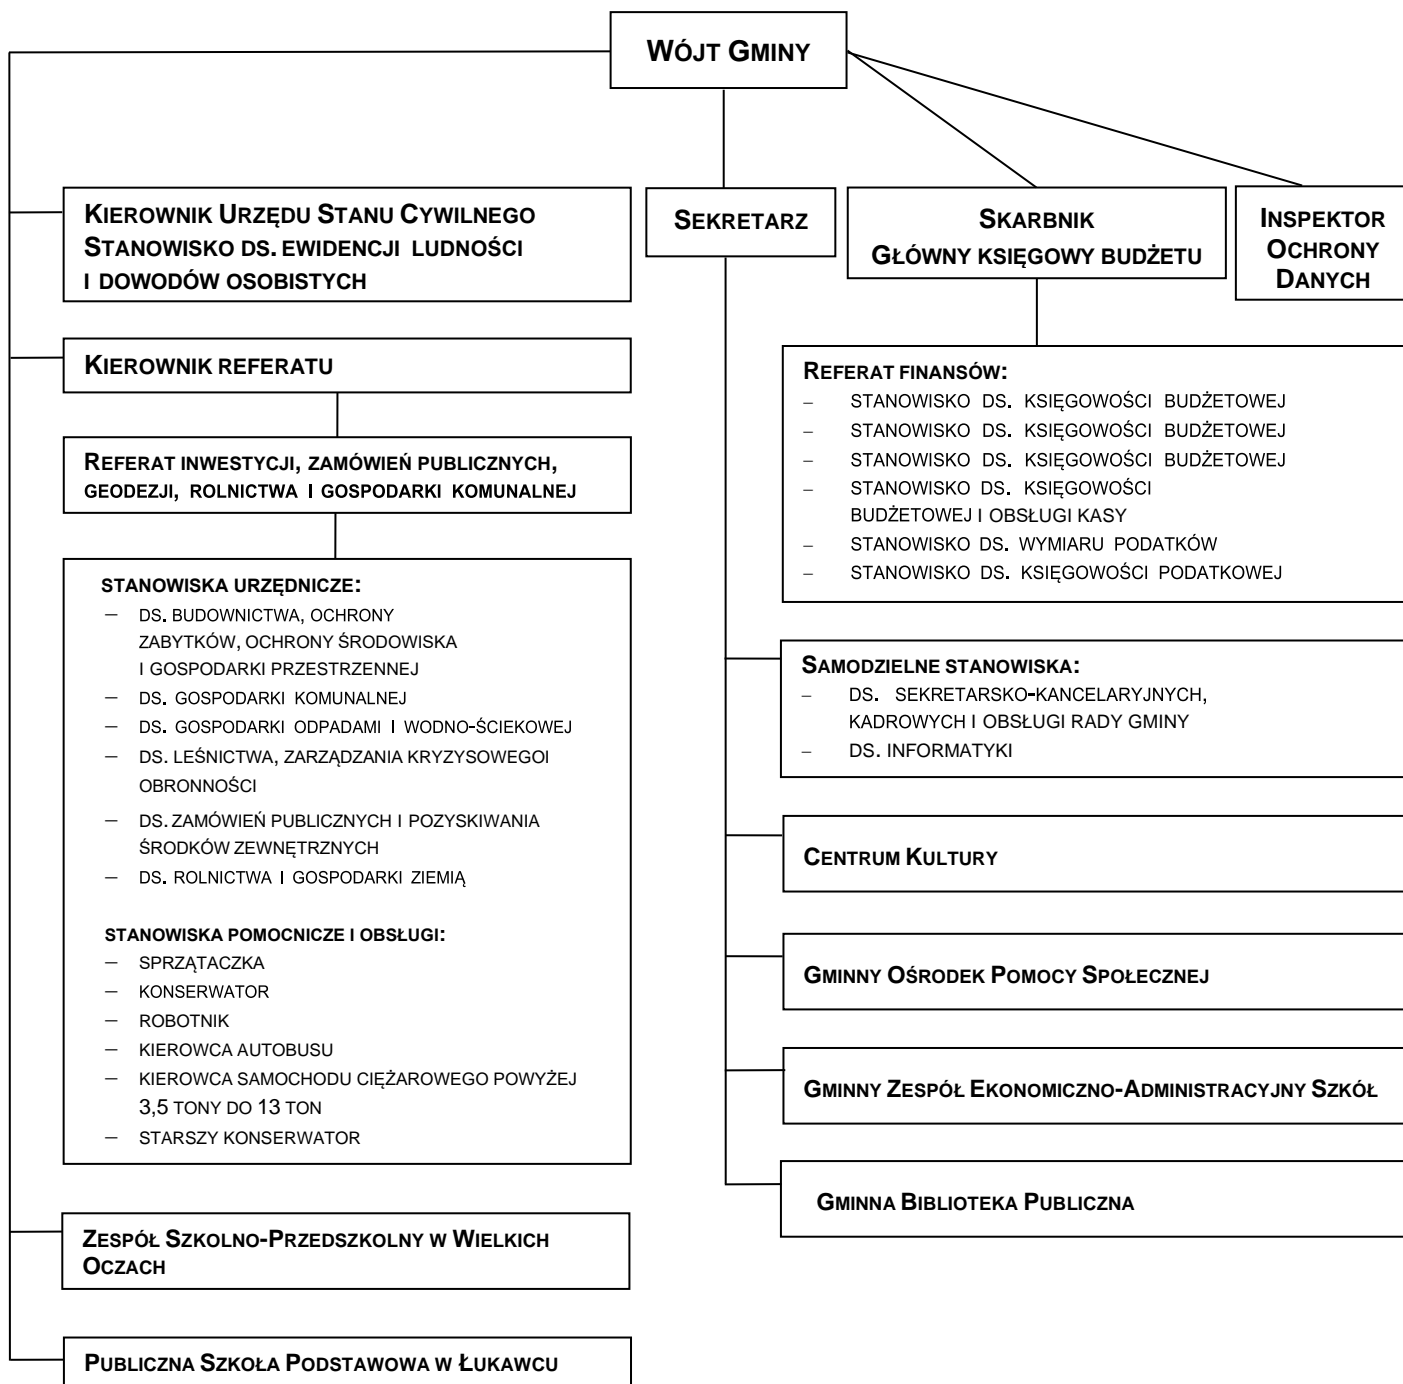 WÓJT GMINY
KIEROWNIK URZĘDU STANU CYWILNEGO
STANOWISKO DS. EWIDENCJI LUDNOŚCI
I DOWODÓW OSOBISTYCH
SEKRETARZ
SKARBNIK
GŁÓWNY KSIĘGOWY BUDŻETU
INSPEKTOR
OCHRONY
DANYCH
KIEROWNIK REFERATU
REFERAT INWESTYCJI, ZAMÓWIEŃ PUBLICZNYCH,
GEODEZJI, ROLNICTWA I GOSPODARKI KOMUNALNEJ
STANOWISKA URZĘDNICZE:
– DS. BUDOWNICTWA, OCHRONY
ZABYTKÓW, OCHRONY ŚRODOWISKA
I GOSPODARKI PRZESTRZENNEJ
– DS. GOSPODARKI KOMUNALNEJ
– DS. GOSPODARKI ODPADAMI I WODNO-ŚCIEKOWEJ
– DS. LEŚNICTWA, ZARZĄDZANIA KRYZYSOWEGOI
OBRONNOŚCI
– DS. ZAMÓWIEŃ PUBLICZNYCH I POZYSKIWANIA
ŚRODKÓW ZEWNĘTRZNYCH
– DS. ROLNICTWA I GOSPODARKI ZIEMIĄ
STANOWISKA POMOCNICZE I OBSŁUGI:
– SPRZĄTACZKA
– KONSERWATOR
– ROBOTNIK
– KIEROWCA AUTOBUSU
– KIEROWCA SAMOCHODU CIĘŻAROWEGO POWYŻEJ
3,5 TONY DO 13 TON
– STARSZY KONSERWATOR
ZESPÓŁ SZKOLNO-PRZEDSZKOLNY W WIELKICH
OCZACH
PUBLICZNA SZKOŁA PODSTAWOWA W ŁUKAWCU
REFERAT FINANSÓW:
– STANOWISKO DS. KSIĘGOWOŚCI BUDŻETOWEJ
– STANOWISKO DS. KSIĘGOWOŚCI BUDŻETOWEJ
– STANOWISKO DS. KSIĘGOWOŚCI BUDŻETOWEJ
– STANOWISKO DS. KSIĘGOWOŚCI
BUDŻETOWEJ I OBSŁUGI KASY
– STANOWISKO DS. WYMIARU PODATKÓW
– STANOWISKO DS. KSIĘGOWOŚCI PODATKOWEJ
SAMODZIELNE STANOWISKA:
– DS. SEKRETARSKO-KANCELARYJNYCH,
KADROWYCH I OBSŁUGI RADY GMINY
– DS. INFORMATYKI
CENTRUM KULTURY
GMINNY OŚRODEK POMOCY SPOŁECZNEJ
GMINNY ZESPÓŁ EKONOMICZNO-ADMINISTRACYJNY SZKÓŁ
GMINNA BIBLIOTEKA PUBLICZNA